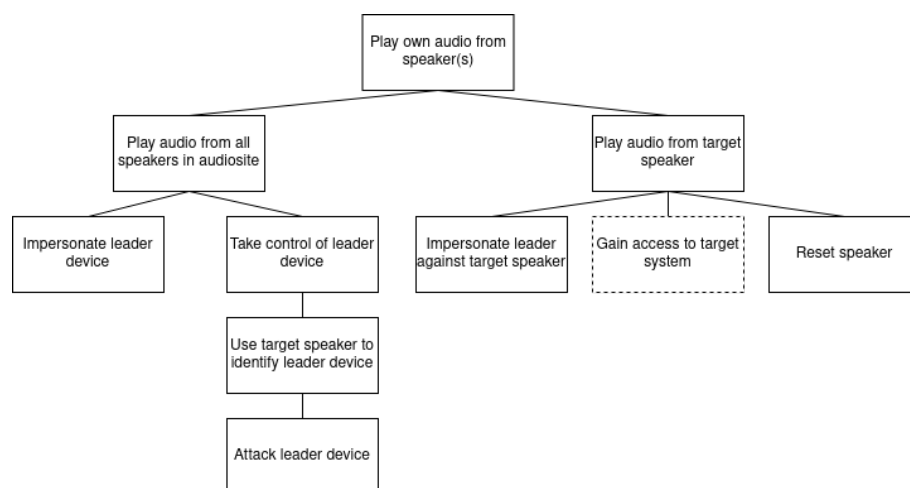 Play own audio from
speaker(s)
Play audio from all
speakers in audiosite
Play audio from target
speaker
Impersonate leader
device
Take control of leader
device
Impersonate leader
against target speaker
Gain access to target
system
Reset speaker
Use target speaker to
identify leader device
Attack leader device